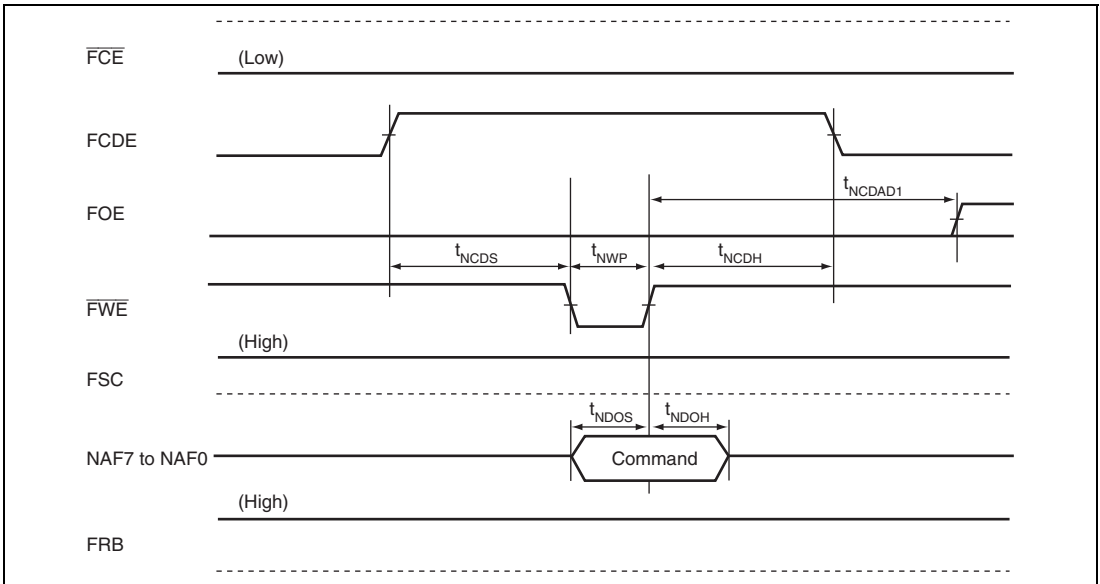 FCE (Low)
FCDE
tNCDAD1
FOE
tNCDS tNWP tNCDH
FWE
(High)
FSC
tNDOS tNDOH
NAF7 to NAF0 Command
(High)
FRB